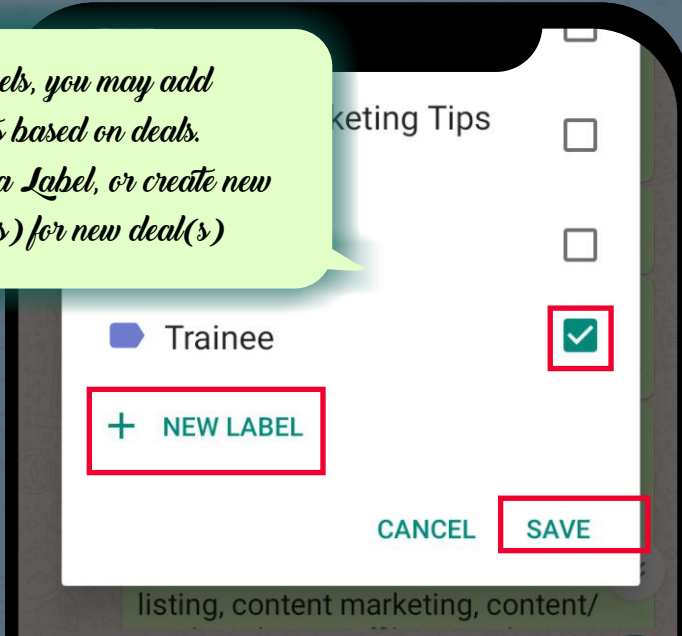 you may add
based on deals.
a Label, or create new
for new deal(s)
keting Tips
Trainee
+ NEW LABEL
CANCEL SAVE
listing, content marketing, content/